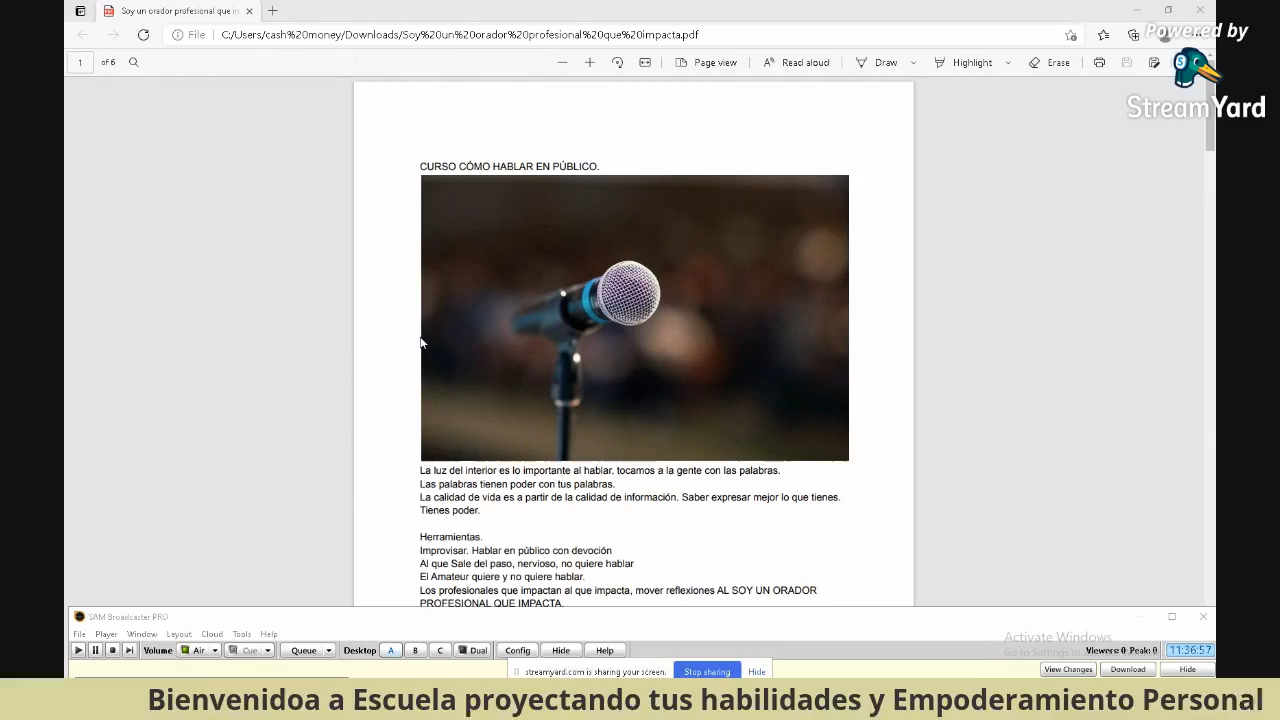 Soy un orador profesional que in
Powered by
StreamYard
File C:/Users/cash%20money/Downloads/Soy%20un%20orador%20profesional%20que%20impacta.pdf
1 of 6 Page view Read aloud Draw Highlight Erase
CURSO CÓMO HABLAR EN PÚBLICO.
La luz del interior es lo importante al hablar, tocamos a la gente con las palabras.
Las palabras tienen poder con tus palabras.
La calidad de vida es a partir de la calidad de información. Saber expresar mejor lo que tienes.
Tienes poder.
Herramientas.
Improvisar. Hablar en público con devoción
Al que Sale del paso, nervioso, no quiere hablar
El Amateur quiere y no quiere hablar.
Los profesionales que impactan al que impacta, mover reflexiones AL SOY UN ORADOR
PROFESIONAL QUE IMPACTA.
SAM Broadcaster PRO
File Player Window Layout Cloud Tools Help
Activate Windows
Volume Air Cue Queue Desktop A B C Dual Config Hide Help
Viewers: 0 Peak: 0 11:36:57
streamyard.com is sharing your screen. Stop sharing Hide
View Changes Download Hide
Bienvenidoa a Escuela proyectando tus habilidades y Empoderamiento Personal